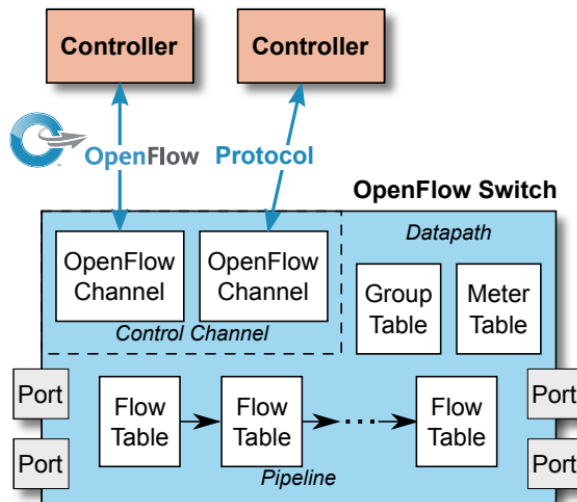 Controller
Controller
OpenFlow
Protocol
OpenFlow Switch
Datapath
OpenFlow
Channel
OpenFlow
Channel
Control Channel
Group
Table
Meter
Table
Port
Port
Flow
Table
Flow
Table
...
Flow
Table
Port
Port
Pipeline